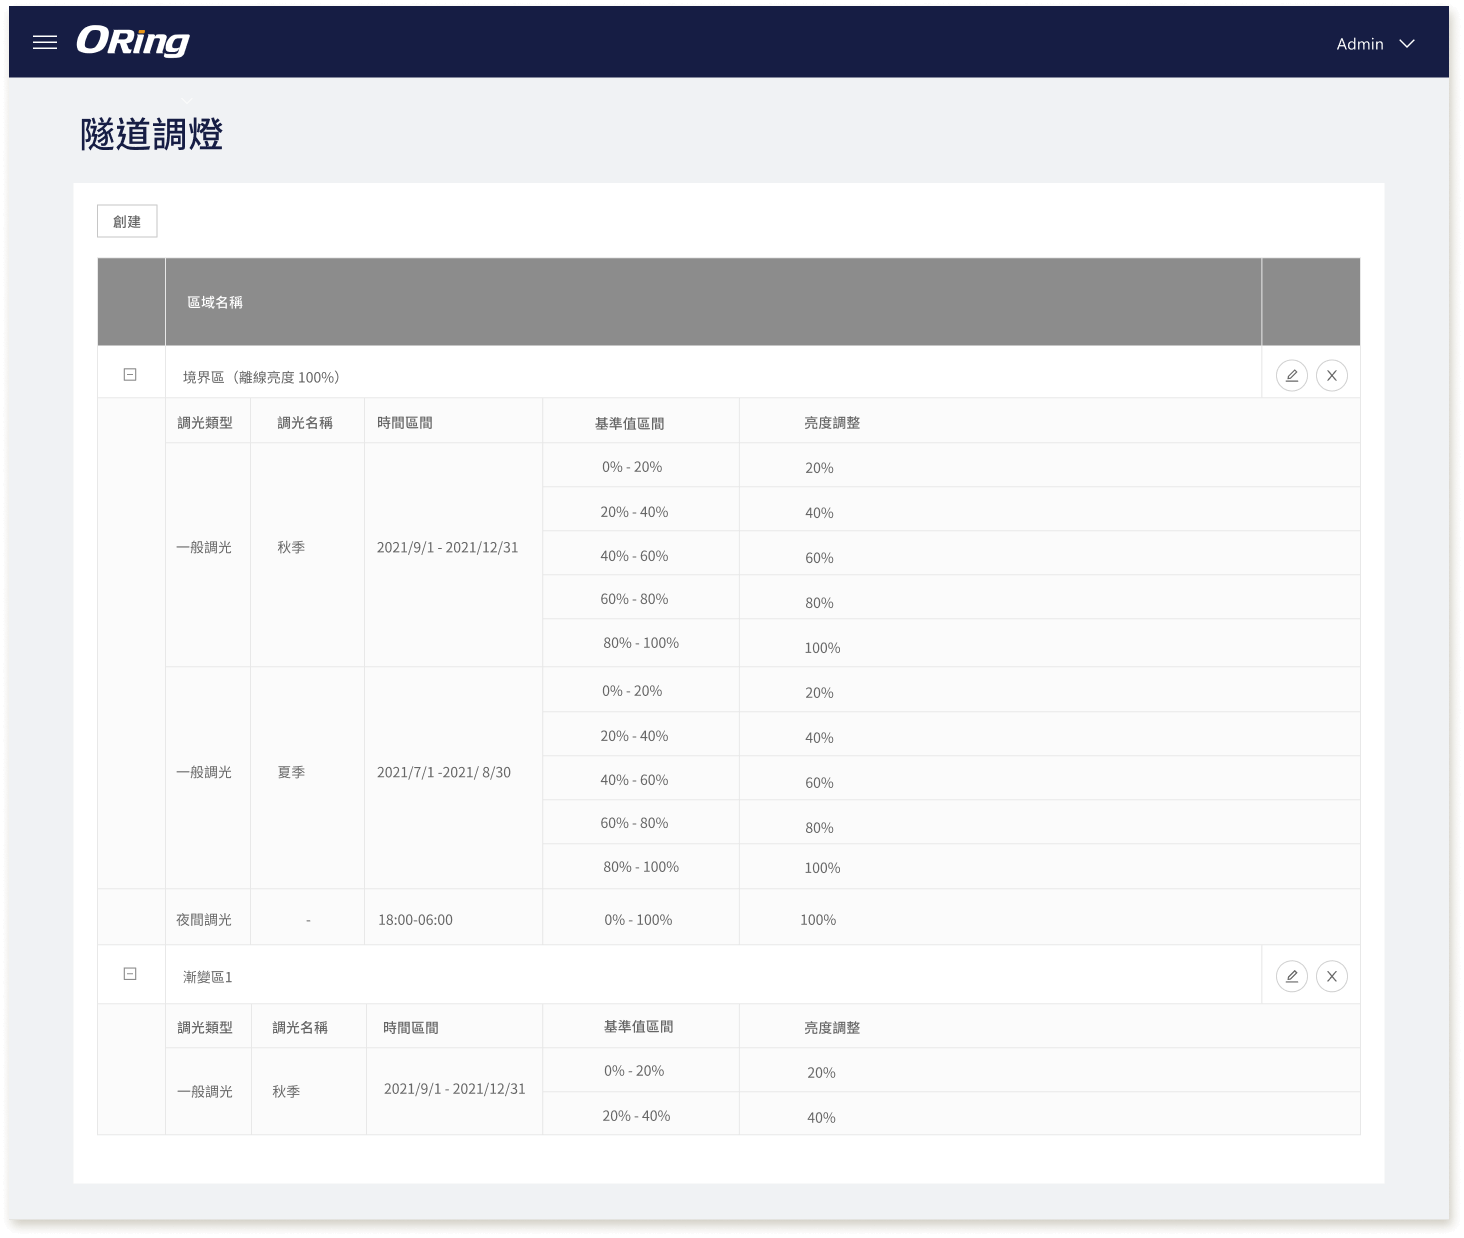 ORing
Admin
隧道調燈
創建
區域名稱
境界區（離線亮度 100%）
調光類型 調光名稱 時間區間 基準值區間 亮度調整
0% - 20% 20%
20% - 40% 40%
一般調光 秋季 2021/9/1 - 2021/12/31 40% - 60% 60%
60% - 80% 80%
80% - 100% 100%
0% - 20% 20%
20% - 40% 40%
一般調光 夏季 2021/7/1 -2021/ 8/30 40% - 60% 60%
60% - 80% 80%
80% - 100% 100%
夜間調光 - 18:00-06:00 0% - 100% 100%
漸變區1
調光類型 調光名稱 時間區間 基準值區間 亮度調整
0% - 20% 20%
一般調光 秋季 2021/9/1 - 2021/12/31
20% - 40% 40%